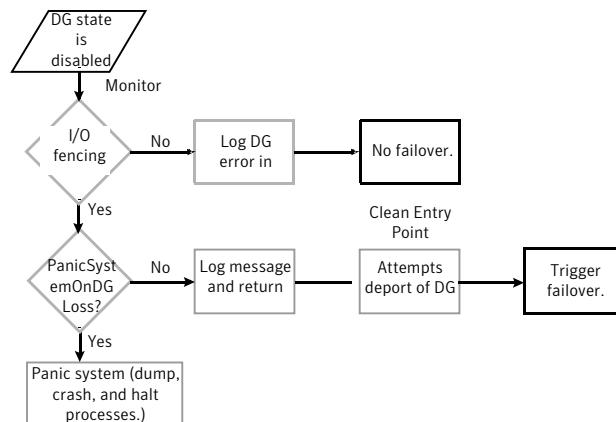 DG state
is
disabled
Monitor
I/O
fencing
No
Log DG
error in
No failover.
Yes
Clean Entry
Point
PanicSyst
emOnDG
Loss?
No
Log message
and return
Attempts
deport of DG
Trigger
failover.
Yes
Panic system (dump,
crash, and halt
processes.)